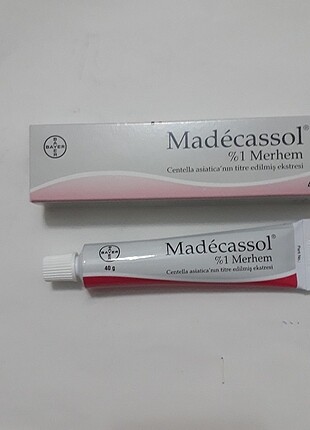 BAYER
Madécassol®
%1 Merhem
Centella asiatica'nın titre edilmiş ekstresi
BAYER
40 g
Madécassol®
%1 Merhem
Centella asiatica'nın titre edilmiş ekstresi